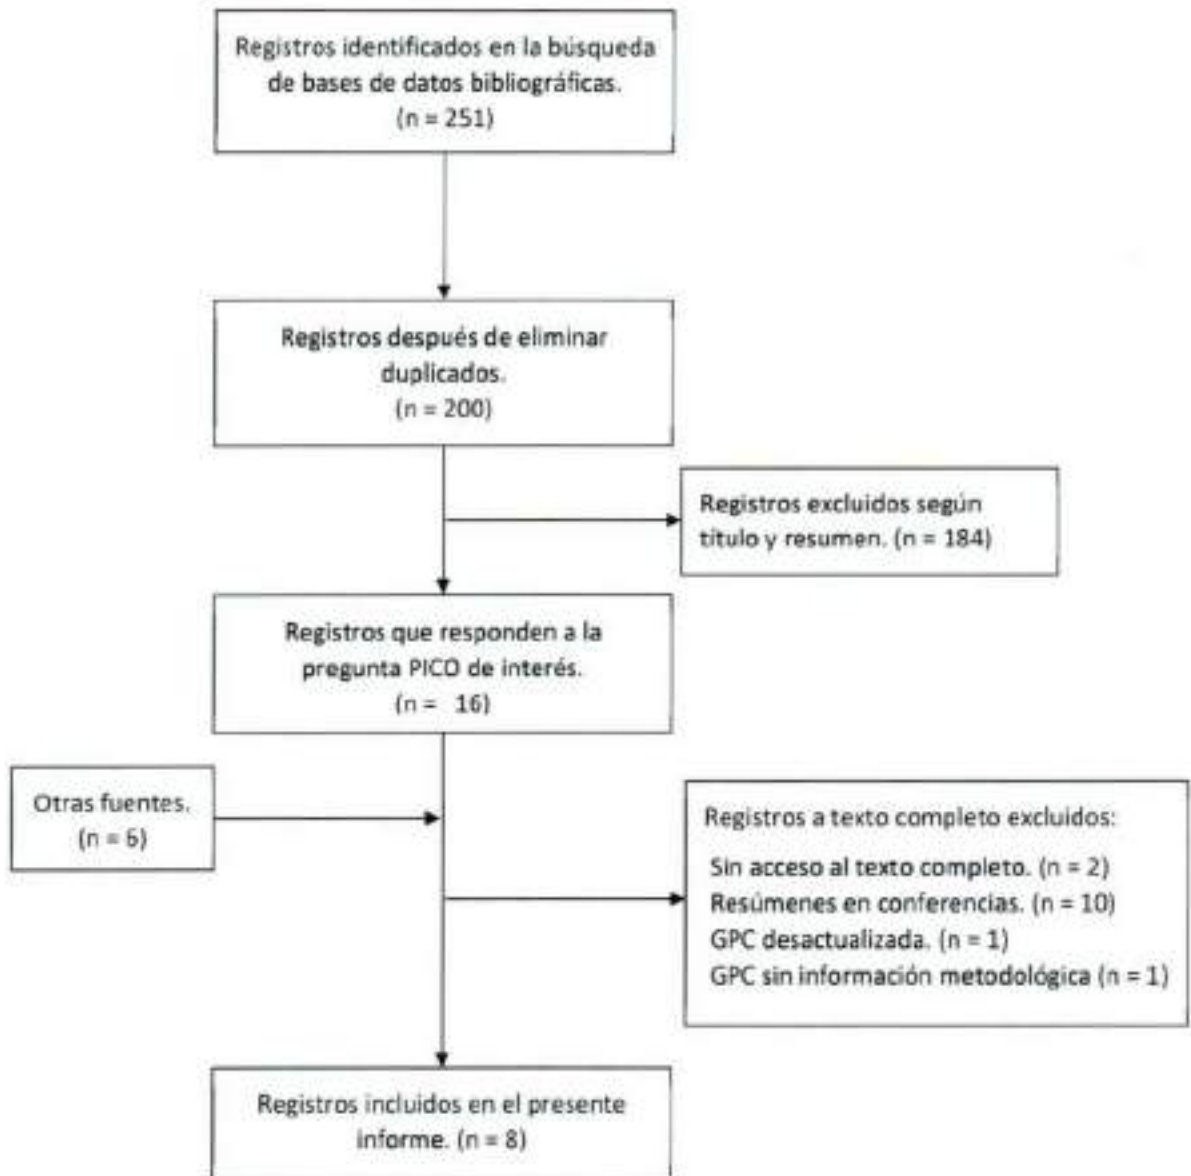 Registros identificados en la búsqueda
de bases de datos bibliográficas.
(n = 251)
Registros después de eliminar
duplicados.
(n = 200)
Registros excluidos según
título y resumen. (n = 184)
Registros que responden a la
pregunta PICO de interés.
(n = 16)
Otras fuentes.
(n = 6)
Registros a texto completo excluidos:
Sin acceso al texto completo. (n = 2)
Resúmenes en conferencias. (n = 10)
GPC desactualizada. (n = 1)
GPC sin información metodológica (n = 1)
Registros incluidos en el presente
informe. (n = 8)